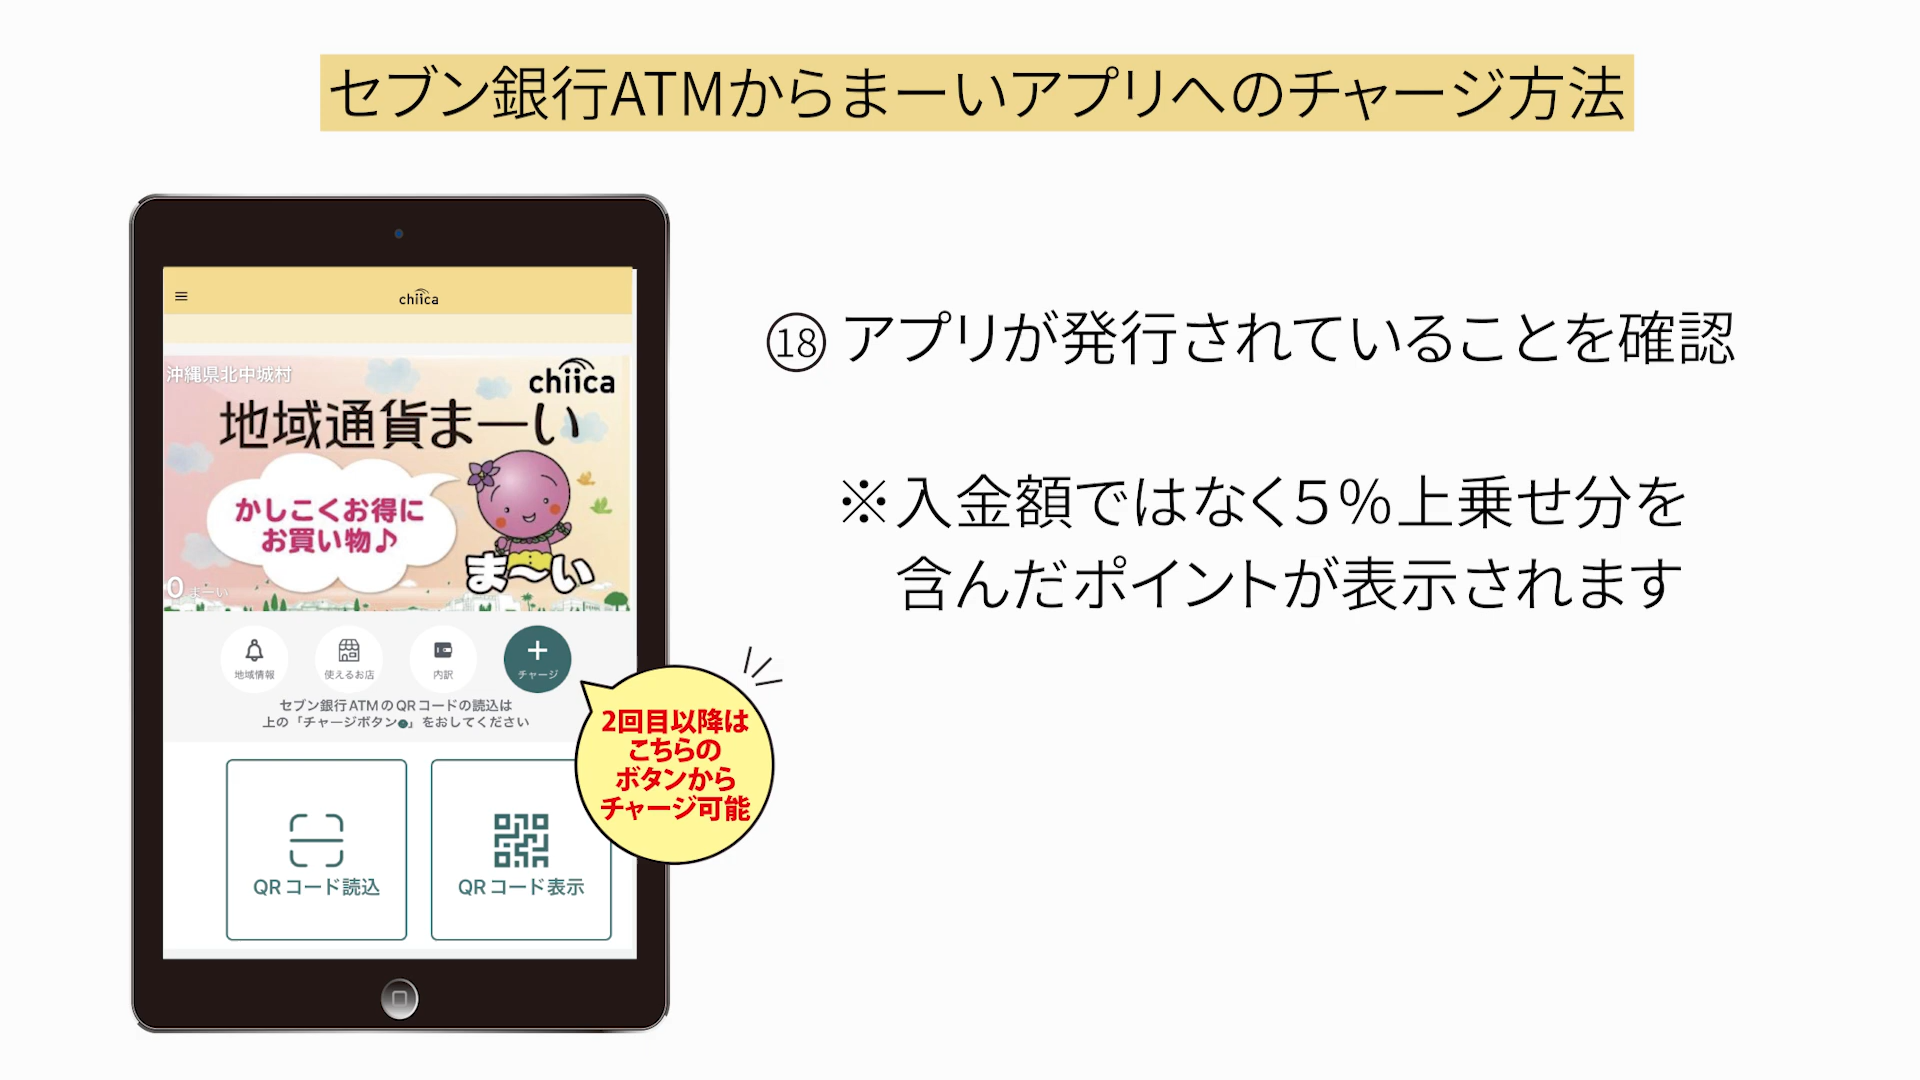 セブン銀行ATMからまーいアプリへのチャージ方法
chiica
沖縄県北中城村
chiica
地域通貨まーい
かしこくお得に
お買い物♪
ま〜い
0 まーい
地域情報
使えるお店
内訳
チャージ
セブン銀行ATMのQRコードの読込は
上の「チャージボタン●」をおしてください
QRコード読込
QRコード表示
2回目以降は
こちらの
ボタンから
チャージ可能
⑱ アプリが発行されていることを確認
※入金額ではなく5%上乗せ分を
含んだポイントが表示されます